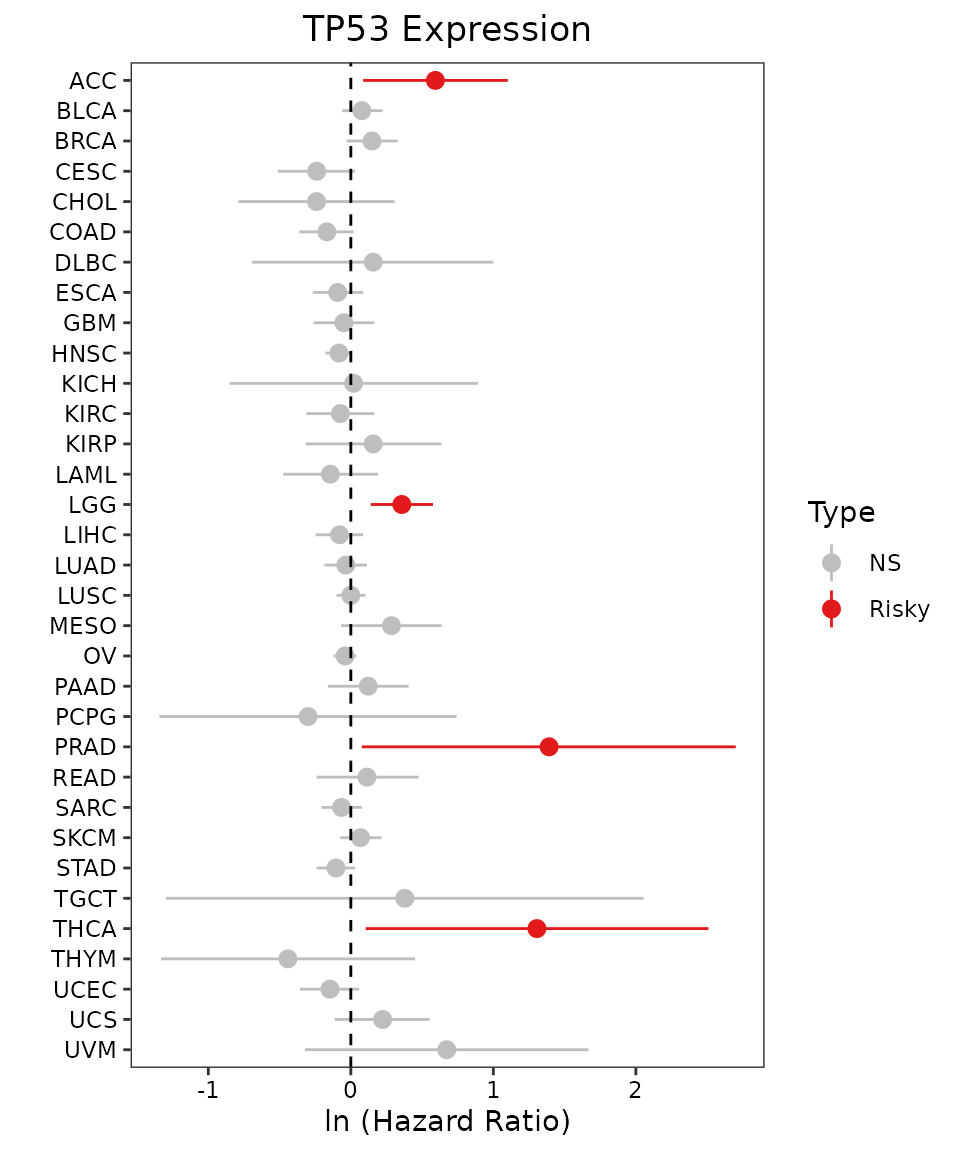 TP53 Expression
ACC
BLCA
BRCA
CESC
CHOL
COAD
DLBC
ESCA
GBM
HNSC
KICH
KIRC
KIRP
LAML
LGG
LIHC
LUAD
LUSC
MESO
OV
PAAD
PCPG
PRAD
READ
SARC
SKCM
STAD
TGCT
THCA
THYM
UCEC
UCS
UVM
-1 0 1 2
ln (Hazard Ratio)
Type
NS
Risky